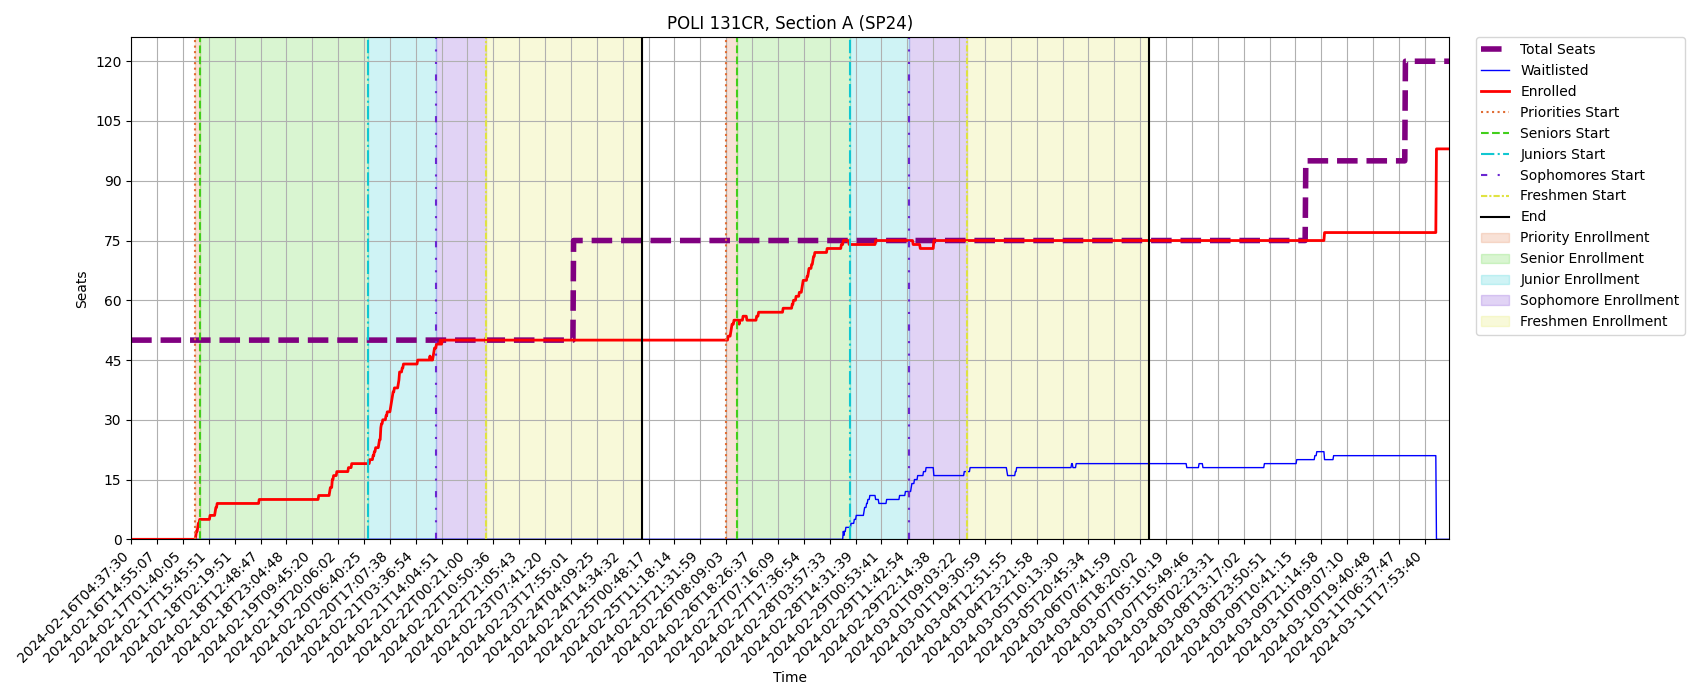 POLI 131CR, Section A (SP24)
Total Seats
Waitlisted
Enrolled
Priorities Start
Seniors Start
Juniors Start
Sophomores Start
Freshmen Start
End
Priority Enrollment
Senior Enrollment
Junior Enrollment
Sophomore Enrollment
Freshmen Enrollment
Seats
120
105
90
75
60
45
30
15
0
2024-02-16T04:37:30
2024-02-16T14:55:07
2024-02-17T01:40:05
2024-02-17T15:45:51
2024-02-18T02:19:51
2024-02-18T12:48:47
2024-02-18T23:04:48
2024-02-19T09:45:20
2024-02-19T20:06:02
2024-02-20T06:40:25
2024-02-20T17:07:38
2024-02-21T03:36:54
2024-02-21T14:04:51
2024-02-22T00:21:00
2024-02-22T10:50:36
2024-02-22T21:05:43
2024-02-23T07:41:20
2024-02-23T17:55:01
2024-02-24T04:09:25
2024-02-24T14:34:32
2024-02-25T00:48:17
2024-02-25T11:18:14
2024-02-25T21:31:59
2024-02-26T08:09:03
2024-02-26T18:26:37
2024-02-27T07:16:09
2024-02-27T17:36:54
2024-02-28T03:57:33
2024-02-28T14:31:39
2024-02-29T00:53:41
2024-02-29T11:42:54
2024-02-29T22:14:38
2024-03-01T09:03:22
2024-03-01T19:30:59
2024-03-04T12:51:55
2024-03-04T23:21:58
2024-03-05T10:13:30
2024-03-05T20:45:34
2024-03-06T07:41:59
2024-03-06T18:20:02
2024-03-07T05:10:19
2024-03-07T15:49:46
2024-03-08T02:23:31
2024-03-08T13:17:02
2024-03-08T23:50:51
2024-03-09T10:41:15
2024-03-09T21:14:58
2024-03-10T09:07:10
2024-03-10T19:40:48
2024-03-11T06:37:47
2024-03-11T17:53:40
Time